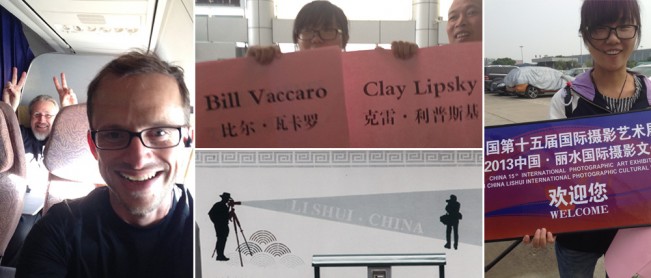 Bill Vaccaro
比尔·瓦卡罗
Clay Lipsky
克雷·利普斯基
LISHUI·CHINA
国第十五届国际摄影艺术展
2013中国·丽水国际摄影文
CHINA 15TH INTERNATIONAL PHOTOGRAPHIC ART EXHIBIT
CHINA LISHUI INTERNATIONAL PHOTOGRAPHIC CULTURAL
欢迎您
WELCOME